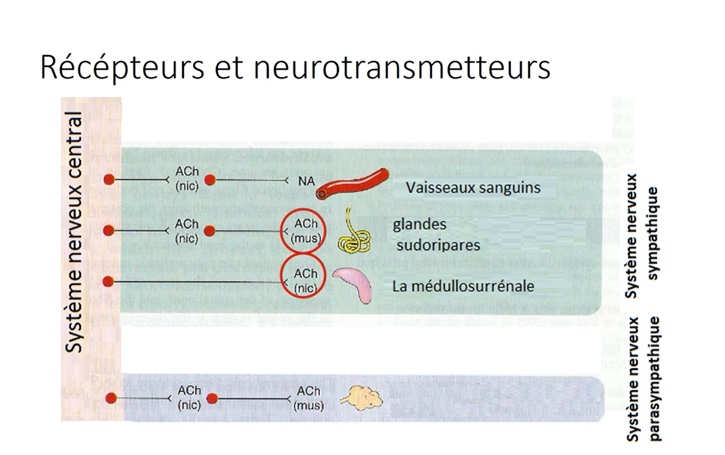 Récépteurs et neurotransmetteurs
Système nerveux central
ACh
(nic)
NA
Vaisseaux sanguins
ACh
(nic)
ACh
(mus)
glandes
sudoripares
ACh
(nic)
La médullosurrénale
Système nerveux
sympathique
ACh
(nic)
ACh
(mus)
Système nerveux
parasympathique